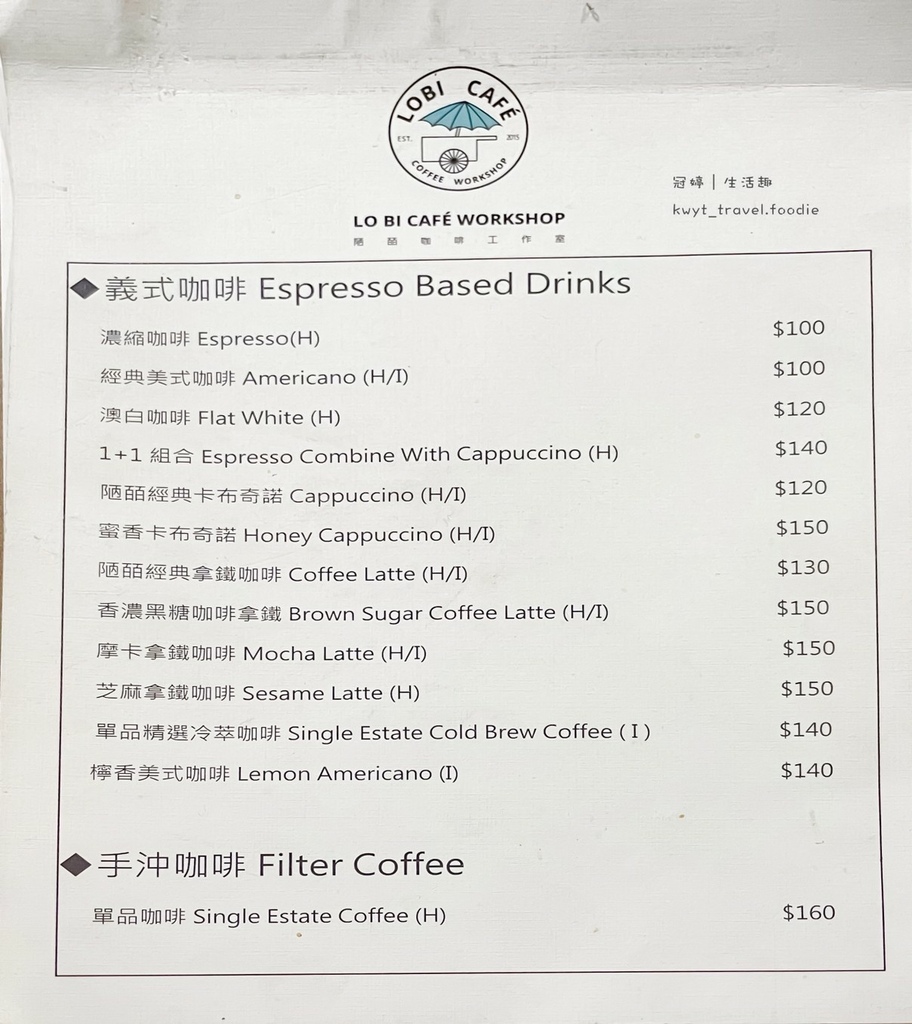 LOBI CAFÉ
EST. 2015
COFFEE WORKSHOP
冠婷｜生活趣
kwyt_travel.foodie
LO BI CAFÉ WORKSHOP
陋皕咖啡工作室
◆義式咖啡 Espresso Based Drinks
濃縮咖啡 Espresso(H) $100
經典美式咖啡 Americano (H/I) $100
澳白咖啡 Flat White (H) $120
1+1 組合 Espresso Combine With Cappuccino (H) $140
陋皕經典卡布奇諾 Cappuccino (H/I) $120
蜜香卡布奇諾 Honey Cappuccino (H/I) $150
陋皕經典拿鐵咖啡 Coffee Latte (H/I) $130
香濃黑糖咖啡拿鐵 Brown Sugar Coffee Latte (H/I) $150
摩卡拿鐵咖啡 Mocha Latte (H/I) $150
芝麻拿鐵咖啡 Sesame Latte (H) $150
單品精選冷萃咖啡 Single Estate Cold Brew Coffee ( I ) $140
檸香美式咖啡 Lemon Americano (I) $140
◆手沖咖啡 Filter Coffee
單品咖啡 Single Estate Coffee (H) $160